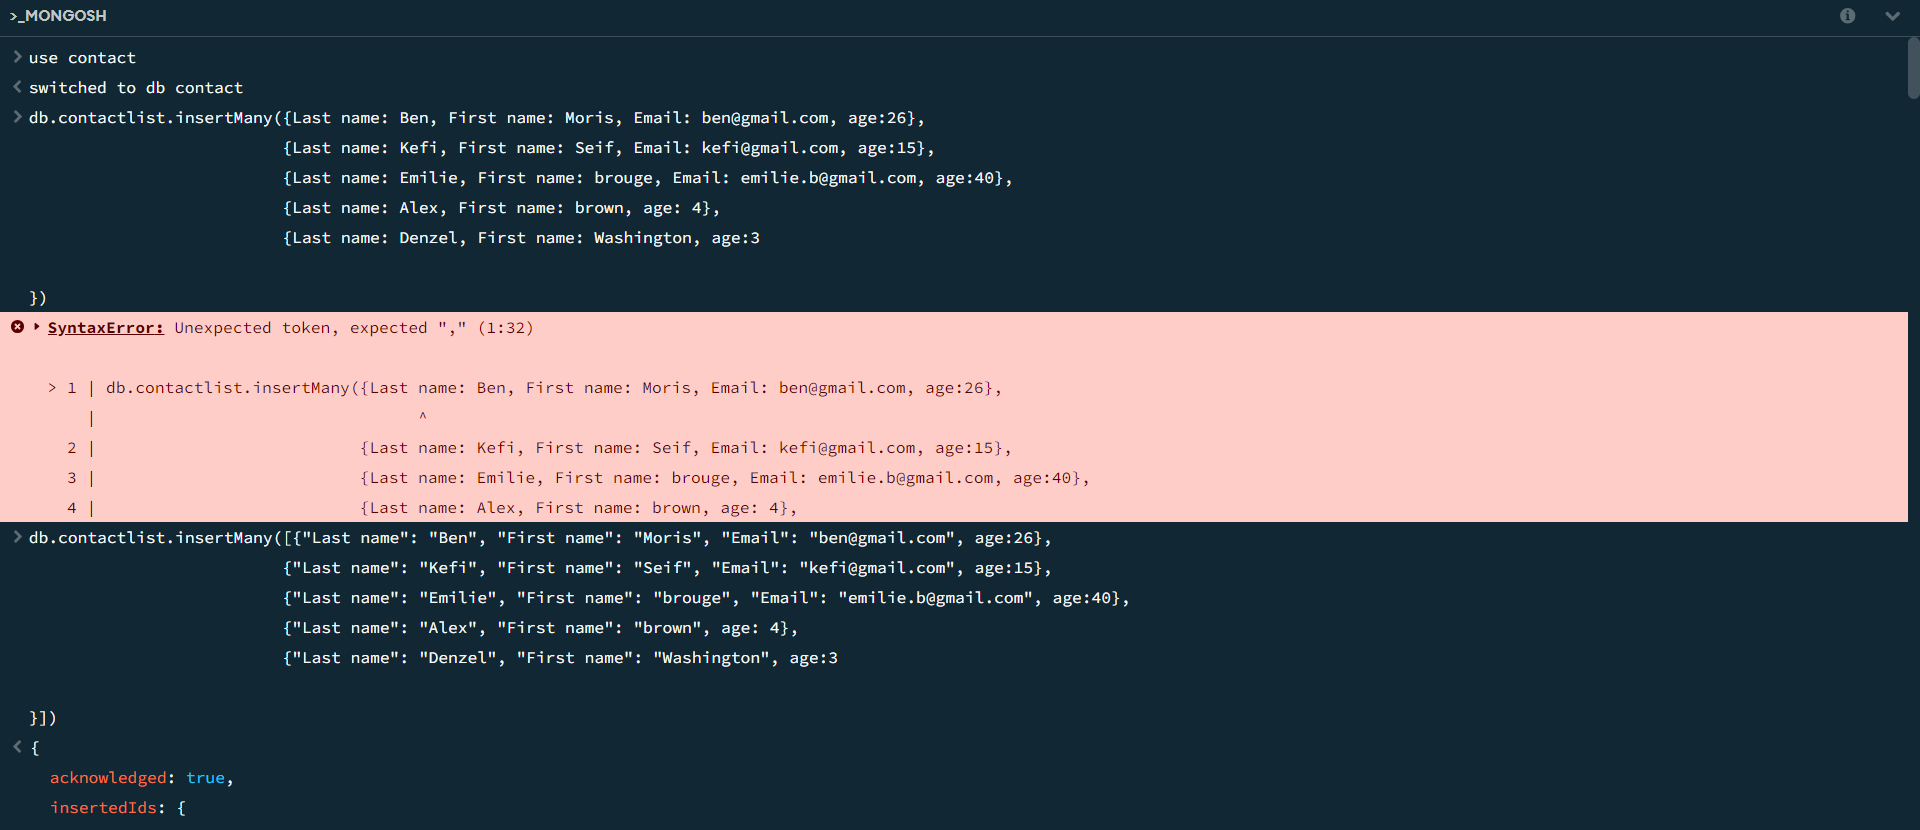 >_MONGOSH
> use contact
< switched to db contact
> db.contactlist.insertMany({Last name: Ben, First name: Moris, Email: ben@gmail.com, age:26},
{Last name: Kefi, First name: Seif, Email: kefi@gmail.com, age:15},
{Last name: Emilie, First name: brouge, Email: emilie.b@gmail.com, age:40},
{Last name: Alex, First name: brown, age: 4},
{Last name: Denzel, First name: Washington, age:3
})
SyntaxError: Unexpected token, expected "," (1:32)
> 1 | db.contactlist.insertMany({Last name: Ben, First name: Moris, Email: ben@gmail.com, age:26},
| ^
2 | {Last name: Kefi, First name: Seif, Email: kefi@gmail.com, age:15},
3 | {Last name: Emilie, First name: brouge, Email: emilie.b@gmail.com, age:40},
4 | {Last name: Alex, First name: brown, age: 4},
> db.contactlist.insertMany([{"Last name": "Ben", "First name": "Moris", "Email": "ben@gmail.com", age:26},
{"Last name": "Kefi", "First name": "Seif", "Email": "kefi@gmail.com", age:15},
{"Last name": "Emilie", "First name": "brouge", "Email": "emilie.b@gmail.com", age:40},
{"Last name": "Alex", "First name": "brown", age: 4},
{"Last name": "Denzel", "First name": "Washington", age:3
}])
< {
acknowledged: true,
insertedIds: {